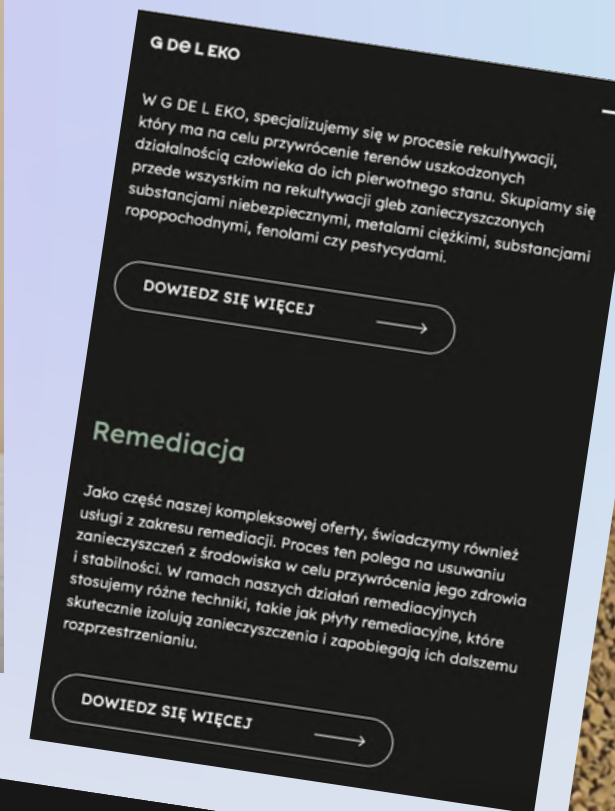 G DE L EKO
W G DE L EKO, specjalizujemy się w procesie rekultywacji,
który ma na celu przywrócenie terenów uszkodzonych
działalnością człowieka do ich pierwotnego stanu. Skupiamy się
przede wszystkim na rekultywacji gleb zanieczyszczonych
substancjami niebezpiecznymi, metalami ciężkimi, substancjami
ropopochodnymi, fenolami czy pestycydami.
DOWIEDZ SIĘ WIĘCEJ
Remediacja
Jako część naszej kompleksowej oferty, świadczymy również
usługi z zakresu remediacji. Proces ten polega na usuwaniu
zanieczyszczeń z środowiska w celu przywrócenia jego zdrowia
i stabilności. W ramach naszych działań remediacyjnych
stosujemy różne techniki, takie jak płyty remediacyjne, które
skutecznie izolują zanieczyszczenia i zapobiegają ich dalszemu
rozprzestrzenianiu.
DOWIEDZ SIĘ WIĘCEJ